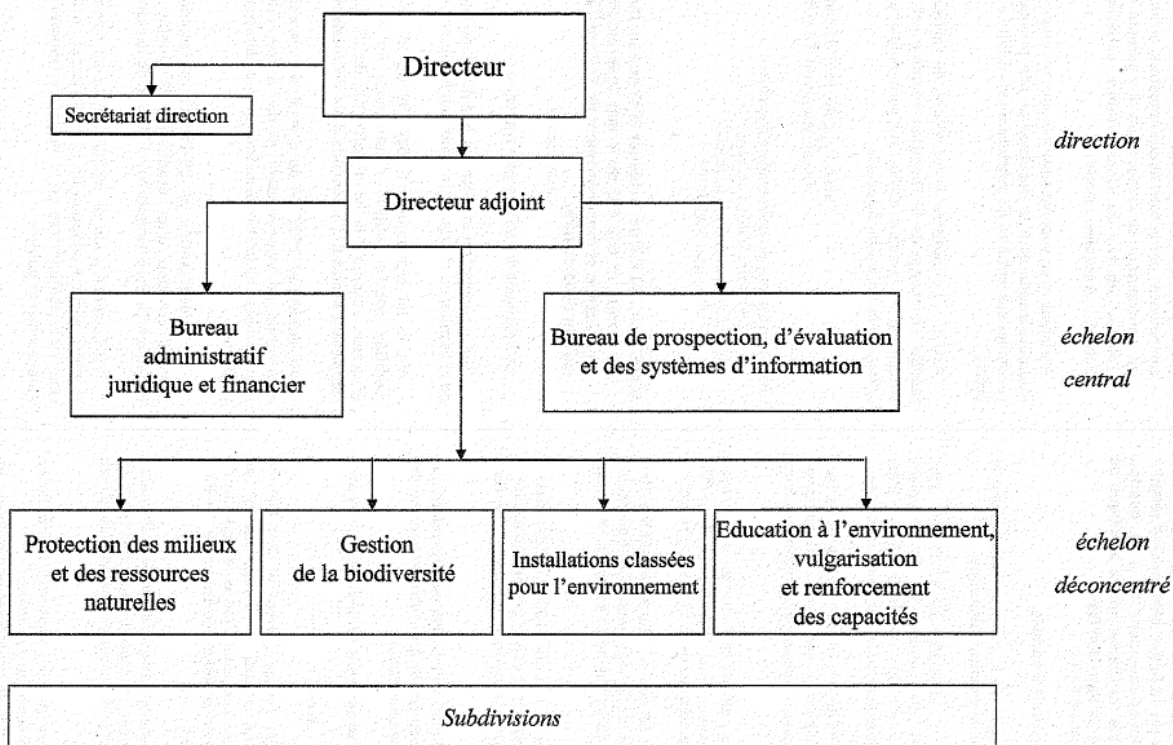 Directeur
Secrétariat direction
direction
Directeur adjoint
Bureau
administratif
juridique et financier
Bureau de prospection, d'évaluation
et des systèmes d'information
échelon
central
Protection des milieux
et des ressources
naturelles
Gestion
de la biodiversité
Installations classées
pour l'environnement
Education à l'environnement,
vulgarisation
et renforcement
des capacités
échelon
déconcentré
Subdivisions